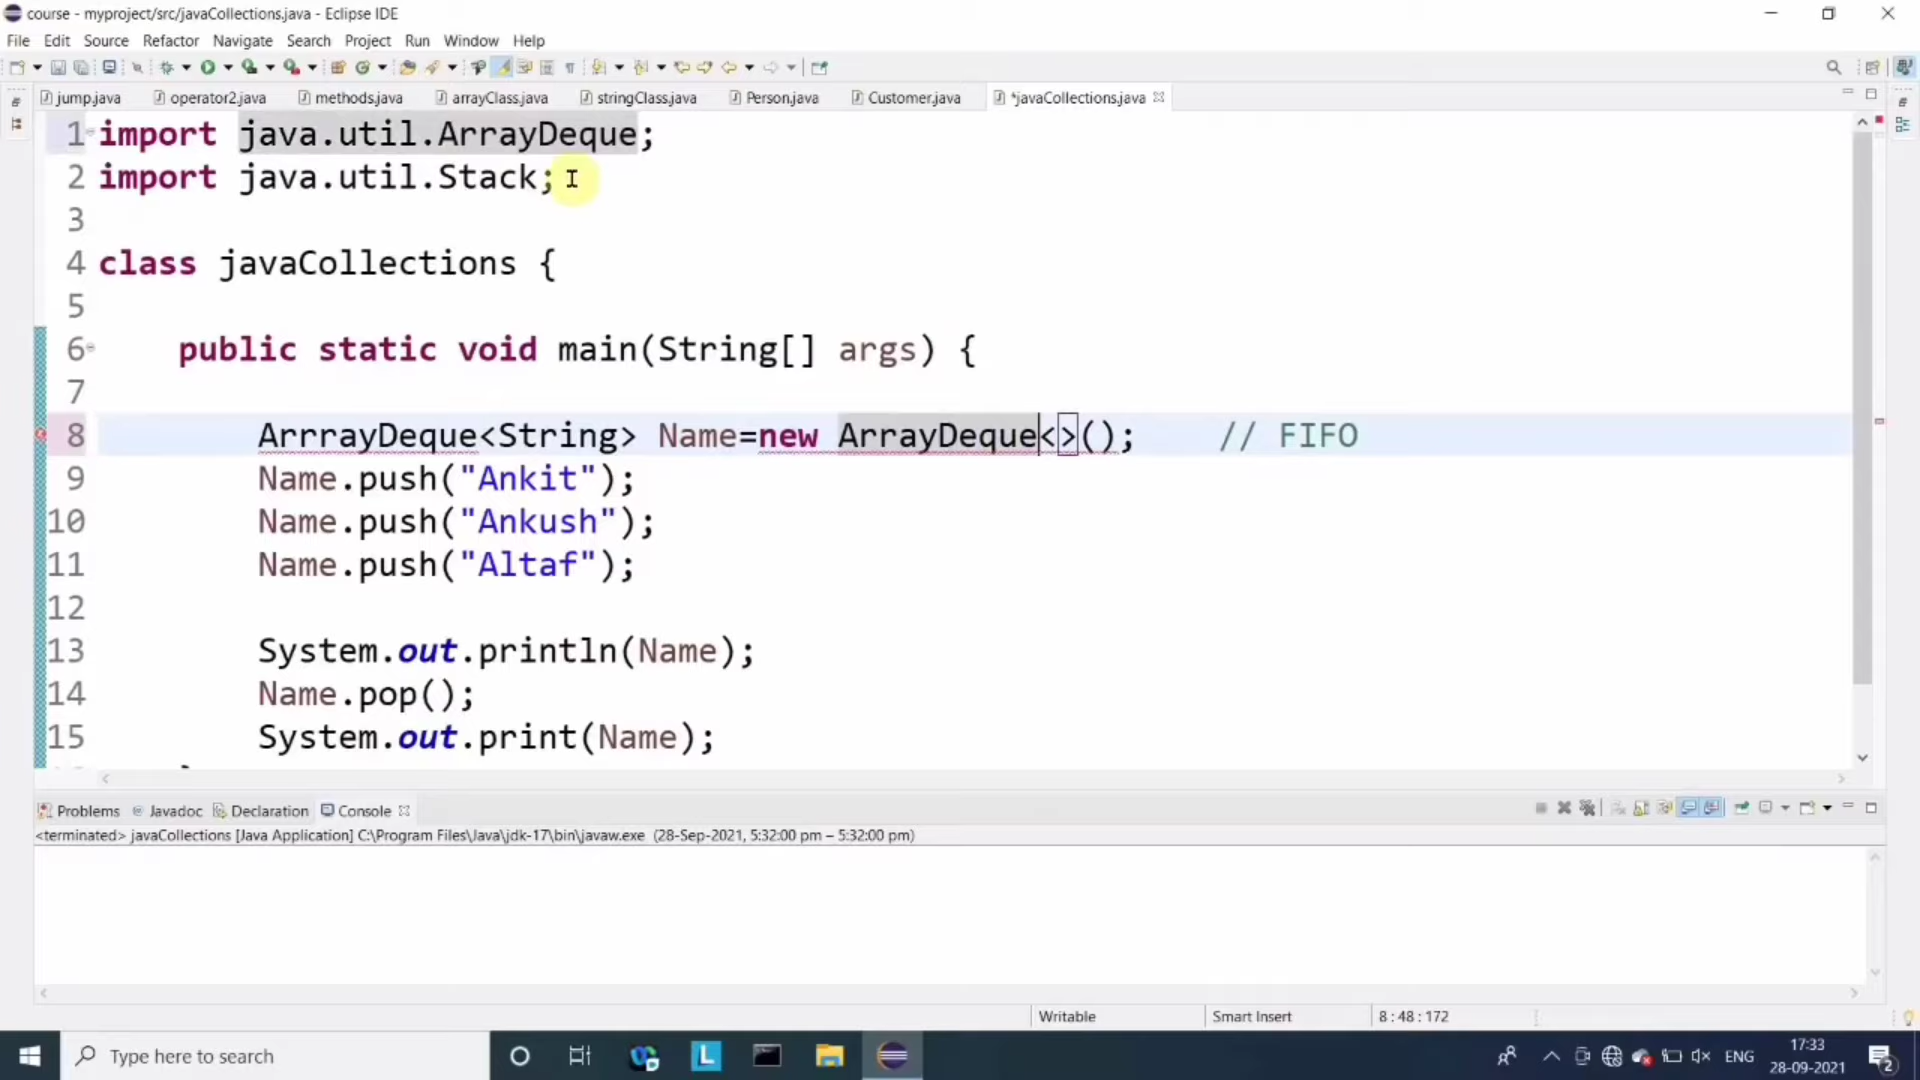 course - myproject/src/javaCollections.java - Eclipse IDE
File Edit Source Refactor Navigate Search Project Run Window Help
jump.java operator2.java methods.java arrayClass.java stringClass.java Person.java Customer.java *javaCollections.java
1 import java.util.ArrayDeque;
2 import java.util.Stack;
3
4 class javaCollections {
5
6 public static void main(String[] args) {
7
8 ArrrayDeque<String> Name=new ArrayDeque<>(); // FIFO
9 Name.push("Ankit");
10 Name.push("Ankush");
11 Name.push("Altaf");
12
13 System.out.println(Name);
14 Name.pop();
15 System.out.print(Name);
Problems Javadoc Declaration Console
<terminated> javaCollections [Java Application] C:\Program Files\Java\jdk-17\bin\javaw.exe (28-Sep-2021, 5:32:00 pm – 5:32:00 pm)
Writable Smart Insert 8 : 48 : 172
Type here to search
L
ENG
17:33
28-09-2021
2